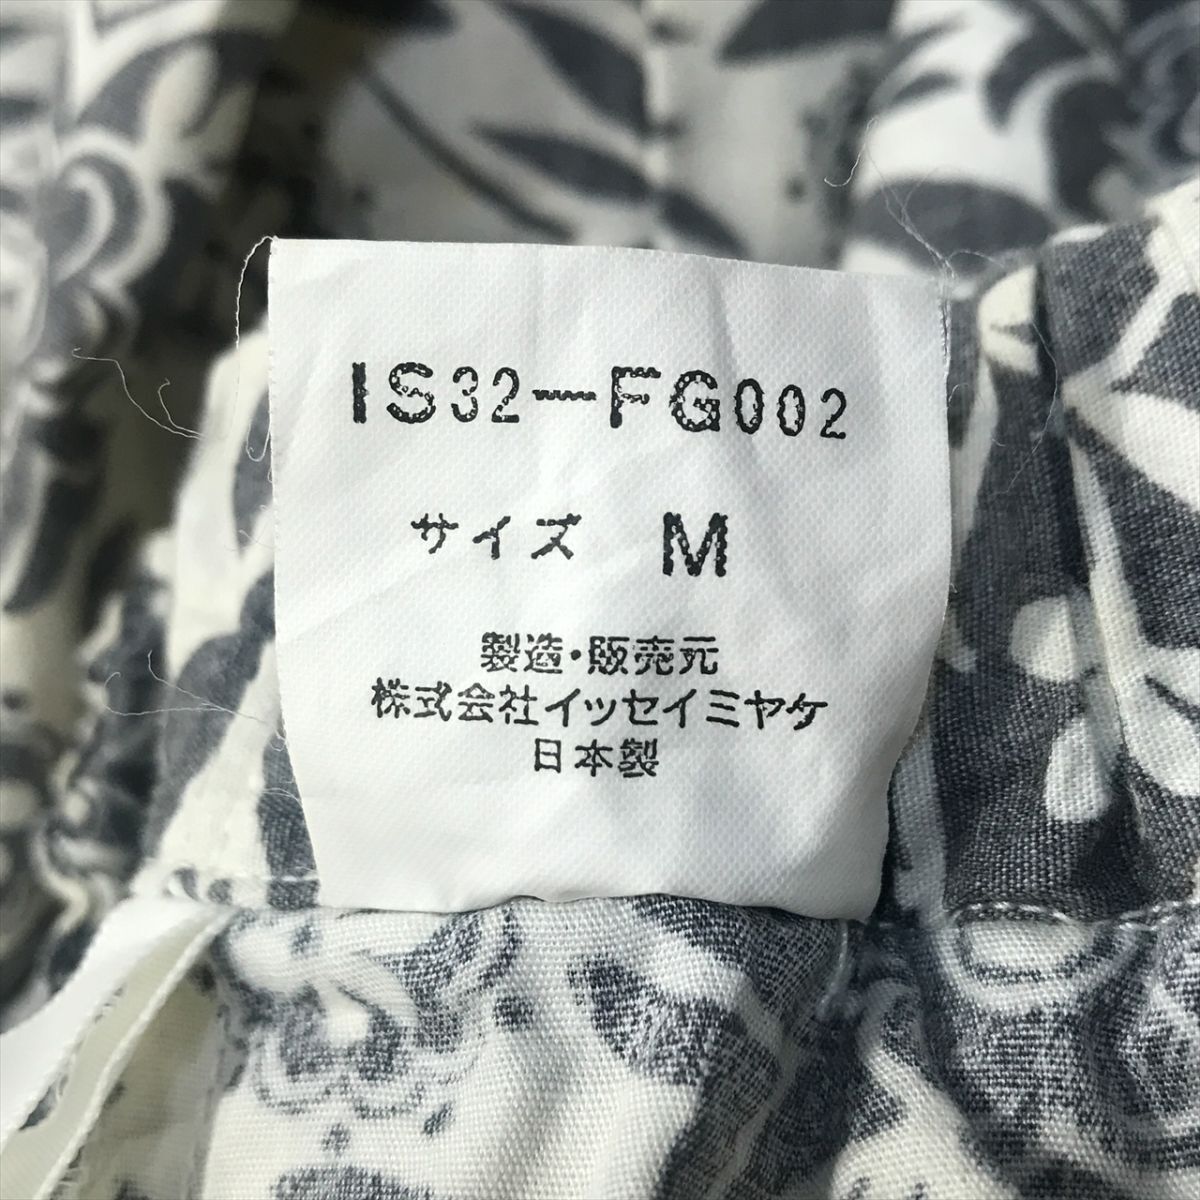 IS32-FG002
サイズ M
製造・販売元
株式会社イッセイミヤケ
日本製